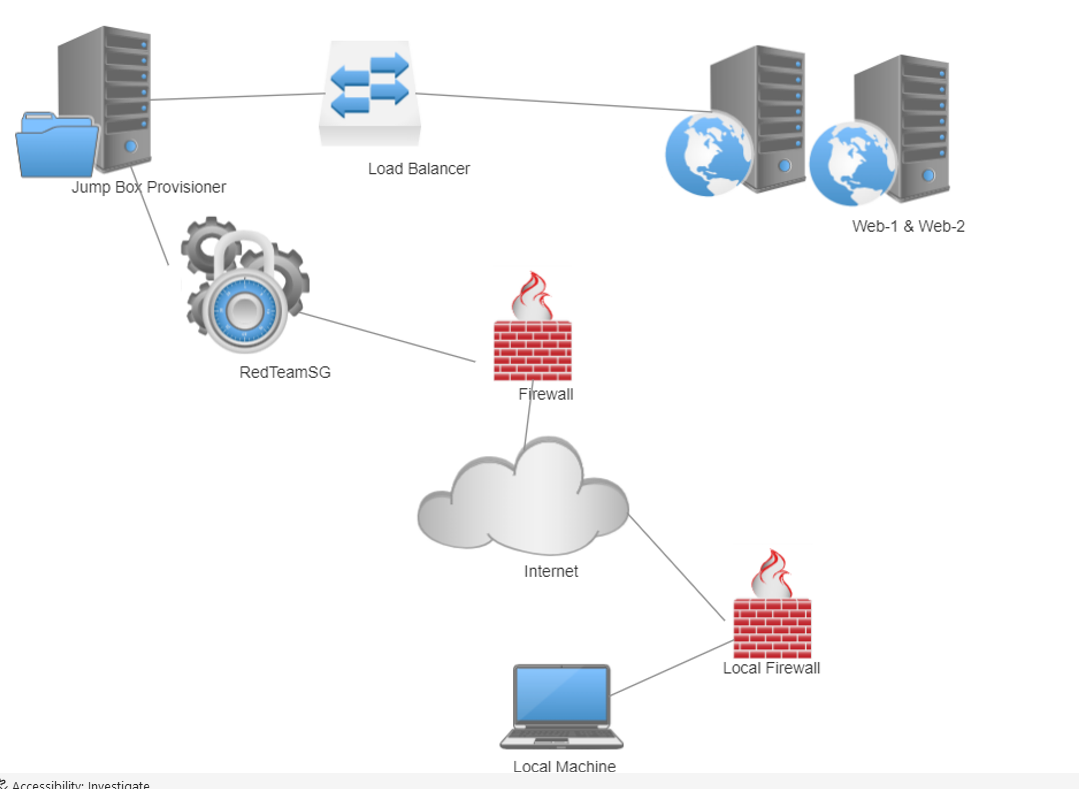 Load Balancer
Jump Box Provisioner
Web-1 & Web-2
RedTeamSG
Firewall
Internet
Local Firewall
Local Machine
Accessibility: Investigate